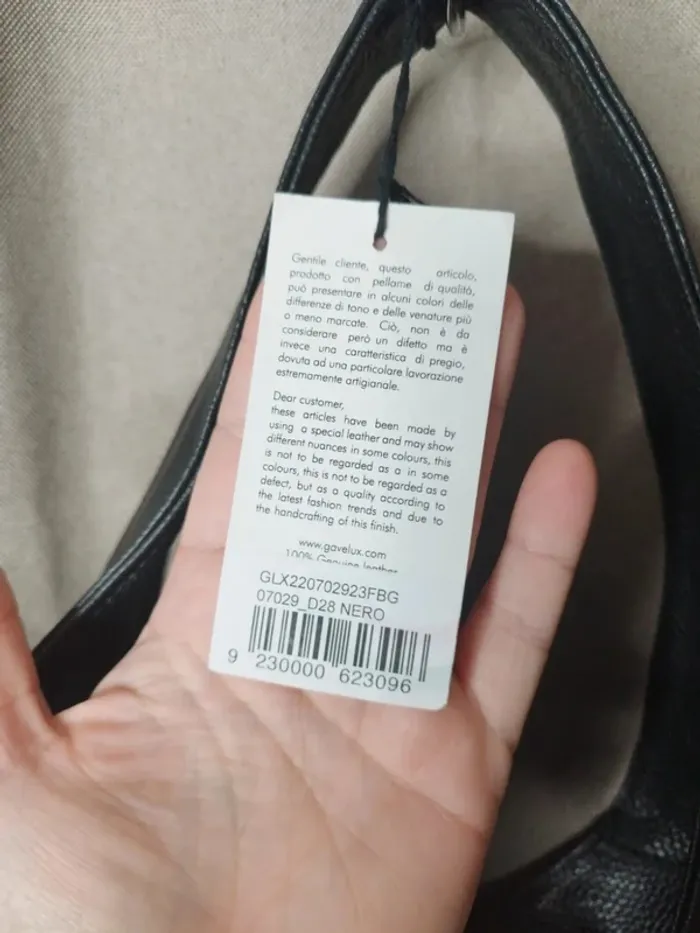 Gentile cliente, questo articolo,
prodotto con pellame di qualità,
può presentare in alcuni colori delle
differenze di tono e delle venature più
o meno marcate. Ciò, non è da
considerare però un difetto ma è
invece una caratteristica di pregio,
dovuta ad una particolare lavorazione
estremamente artigianale.
Dear customer,
these articles have been made by
using a special leather and may show
different nuances in some colours, this
is not to be regarded as a in some
colours, this is not to be regarded as a
defect, but as a quality according to
the latest fashion trends and due to
the handcrafting of this finish.
www.gavelux.com
100% Genuine leather
GLX220702923FBG
07029_D28 NERO
9 230000 623096